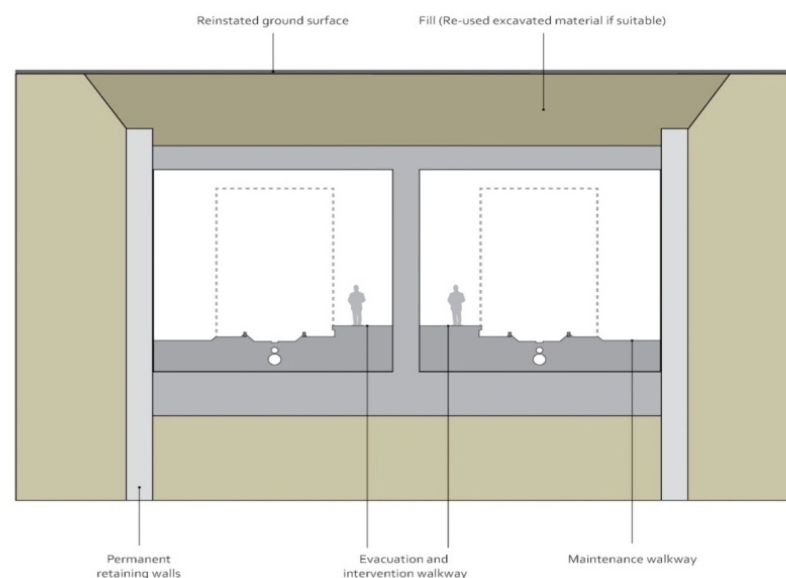 Reinstated ground surface
Fill (Re-used excavated material if suitable)
Permanent
retaining walls
Evacuation and
intervention walkway
Maintenance walkway